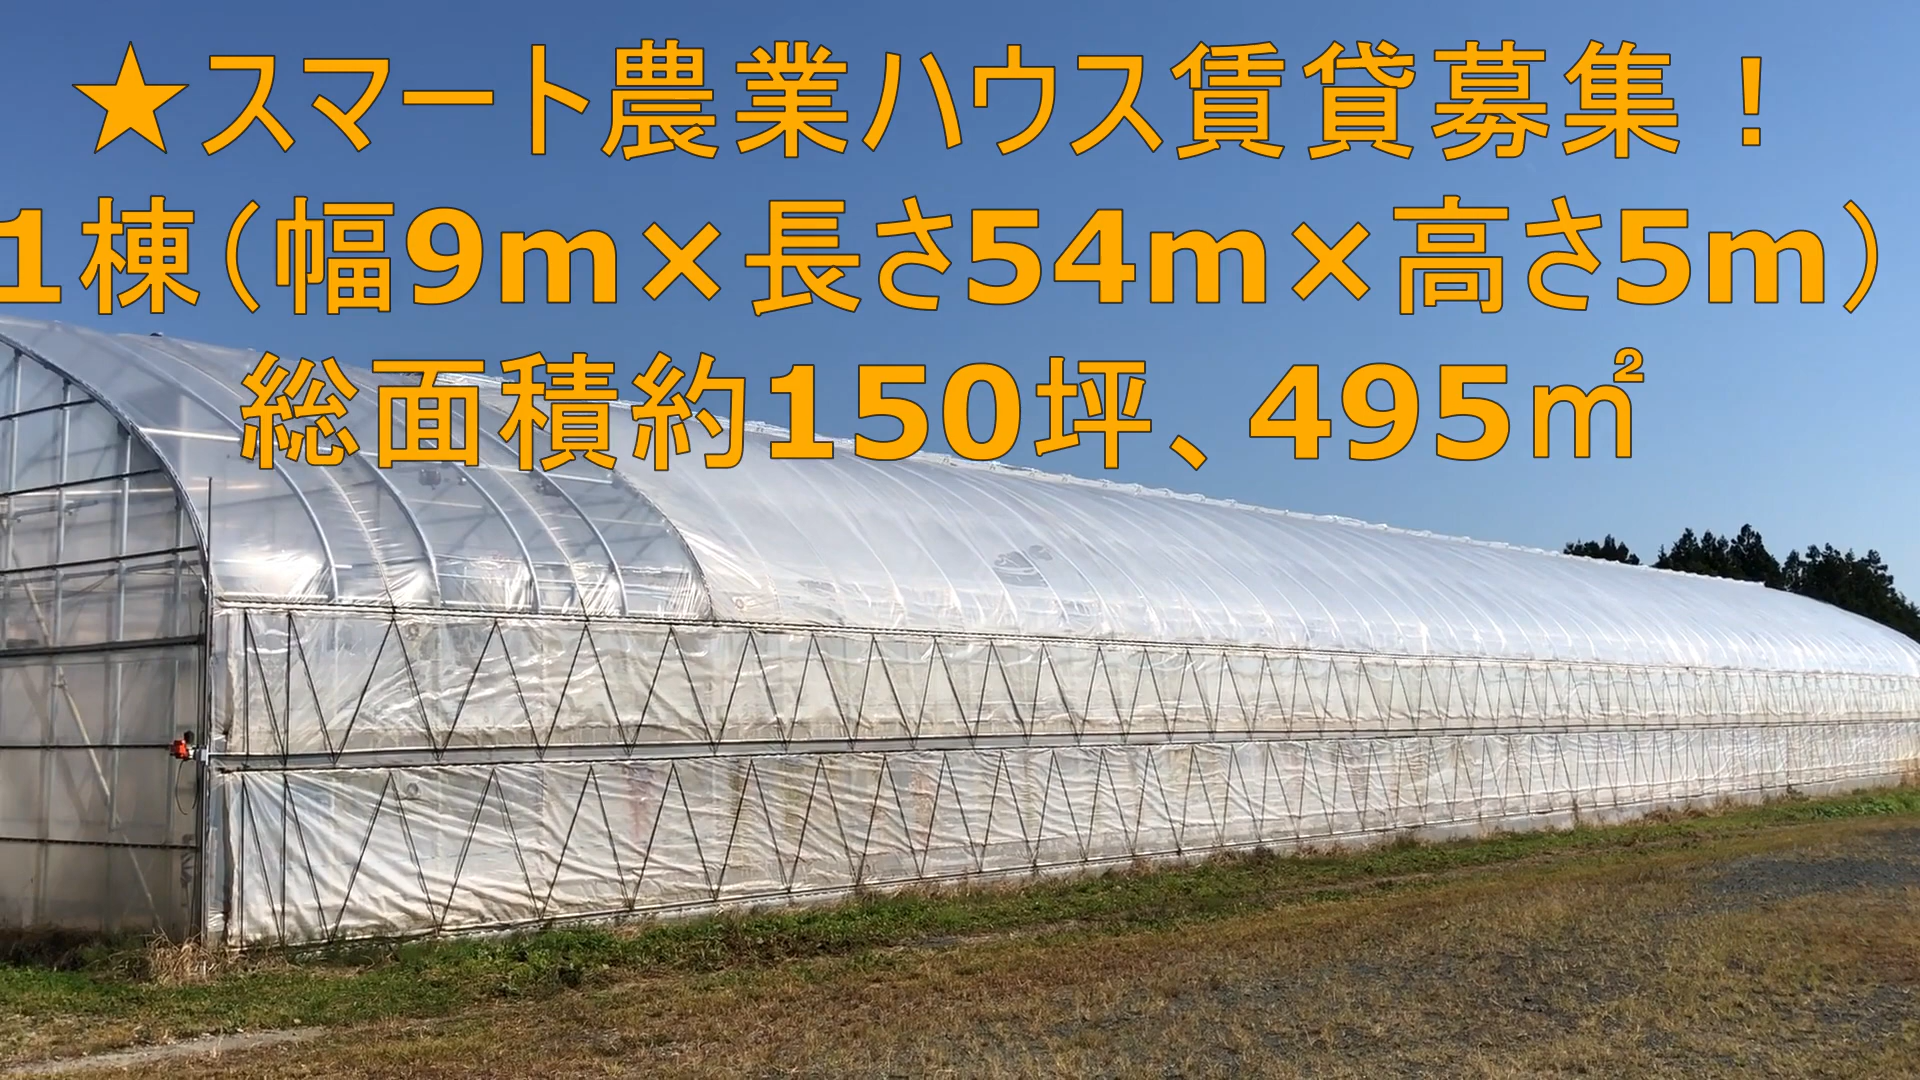 ★スマート農業ハウス賃貸募集！
1棟（幅9m×長さ54m×高さ5m）
総面積約150坪、495㎡